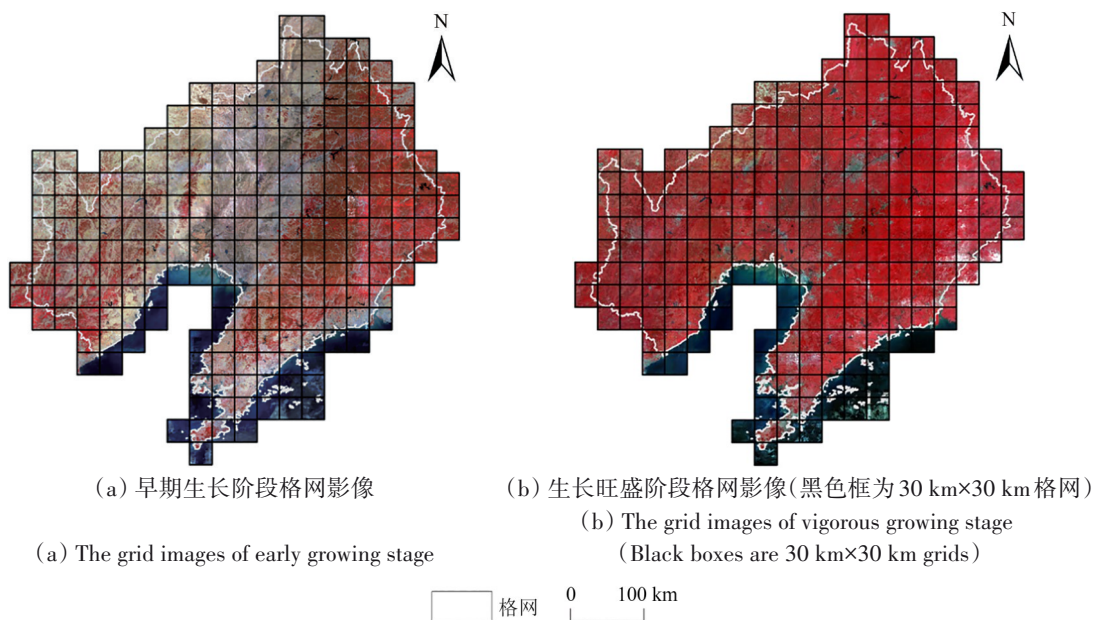 N
N
(a)早期生长阶段格网影像
(b)生长旺盛阶段格网影像(黑色框为30 km×30 km格网)
(b) The grid images of vigorous growing stage
(a) The grid images of early growing stage
(Black boxes are 30 km×30 km grids)
格网
0 100 km